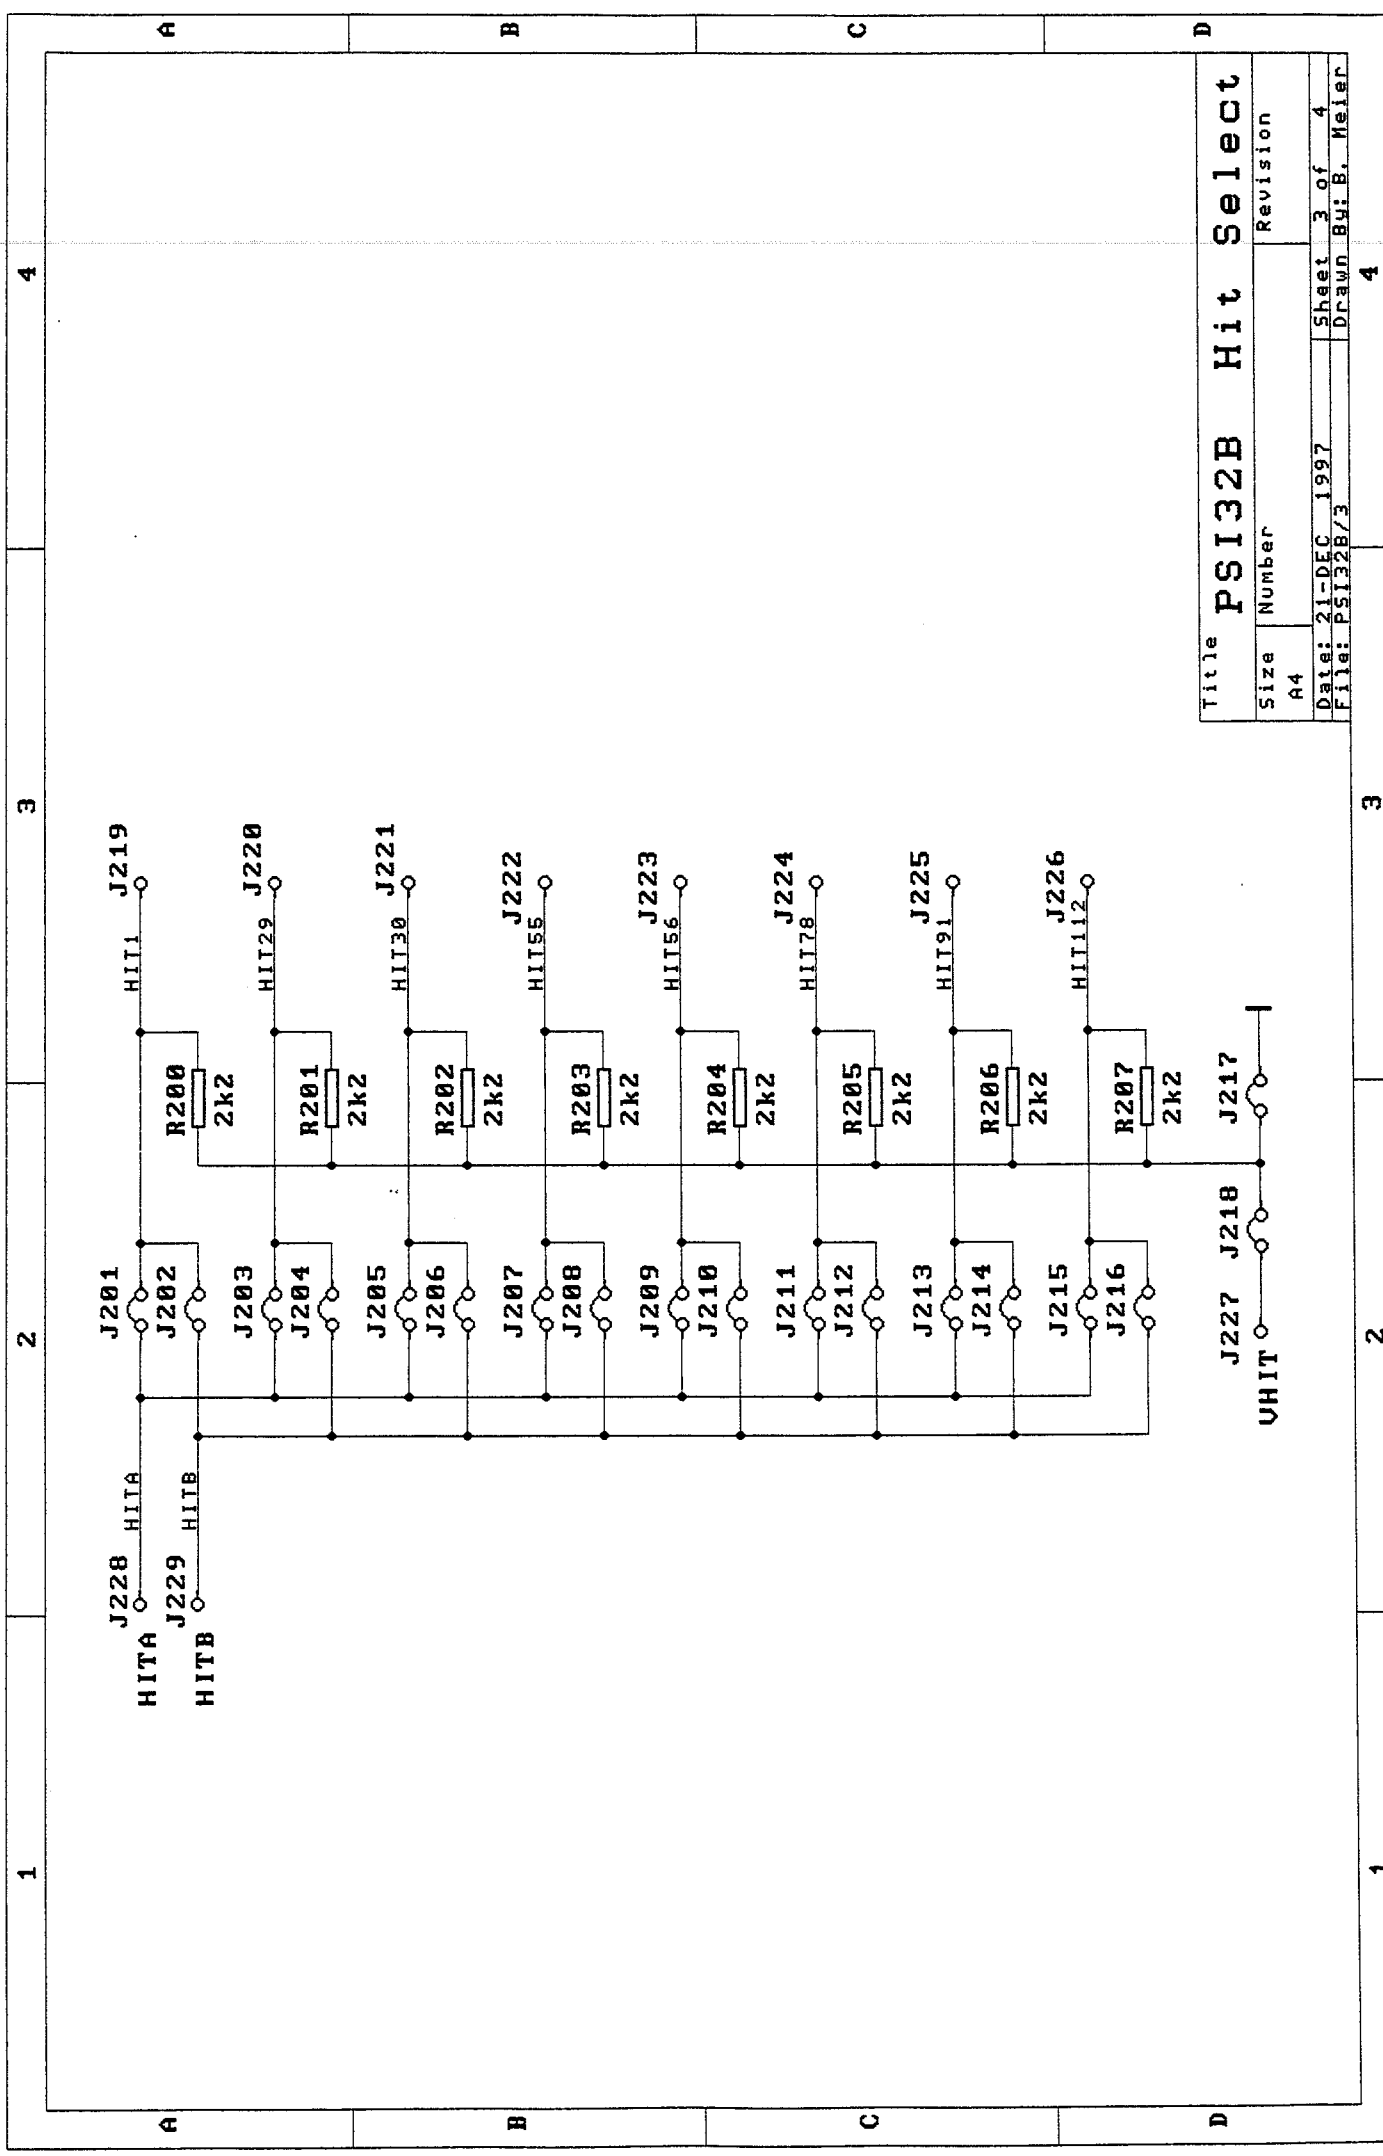 1 2 3 4
A A
B B
C C
D D
J228 HITA
HITA
J229 HITB
HITB
J201
J202
J203
J204
J205
J206
J207
J208
J209
J210
J211
J212
J213
J214
J215
J216
R200
2k2
R201
2k2
R202
2k2
R203
2k2
R204
2k2
R205
2k2
R206
2k2
R207
2k2
HIT1 J219
HIT29 J220
HIT30 J221
HIT55 J222
HIT56 J223
HIT78 J224
HIT91 J225
HIT112 J226
J227 J218 J217
VHIT
Title PSI32B Hit Select
Size Number Revision
A4
Date: 21-DEC 1997 Sheet 3 of 4
File: PSI32B/3 Drawn By: B. Meier
1 2 3 4